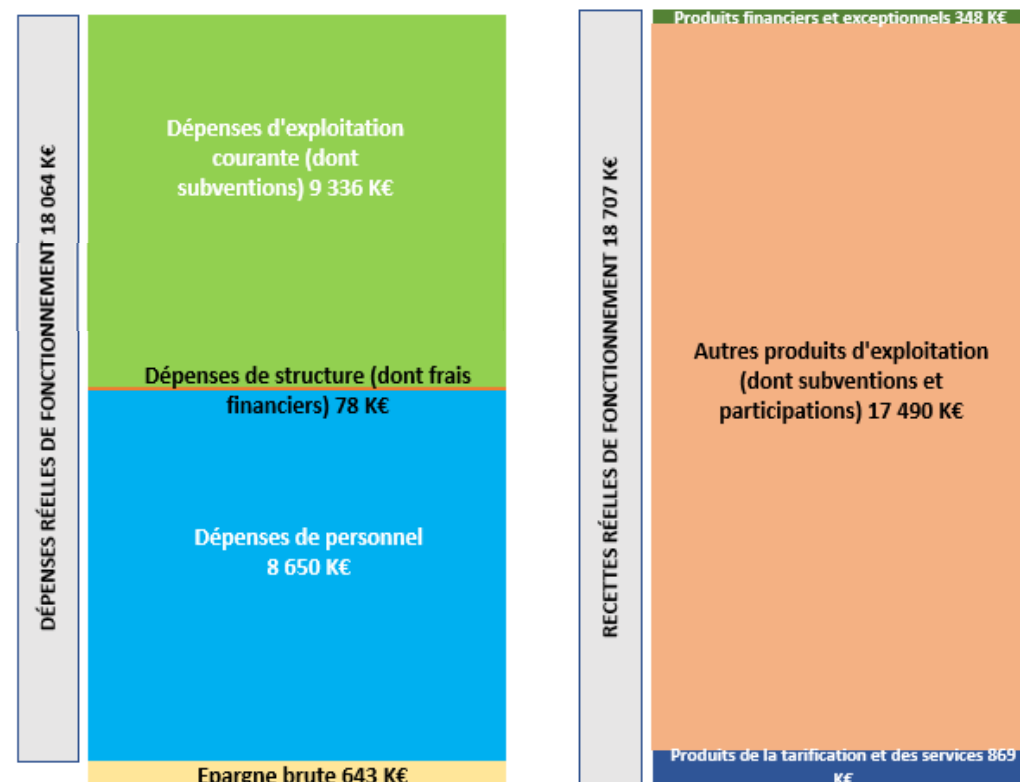 DÉPENSES RÉELLES DE FONCTIONNEMENT 18 064 K€
Dépenses d'exploitation
courante (dont
subventions) 9 336 K€
Dépenses de structure (dont frais
financiers) 78 K€
Dépenses de personnel
8 650 K€
Epargne brute 643 K€
RECETTES RÉELLES DE FONCTIONNEMENT 18 707 K€
Produits financiers et exceptionnels 348 K€
Autres produits d'exploitation
(dont subventions et
participations) 17 490 K€
Produits de la tarification et des services 869
K€